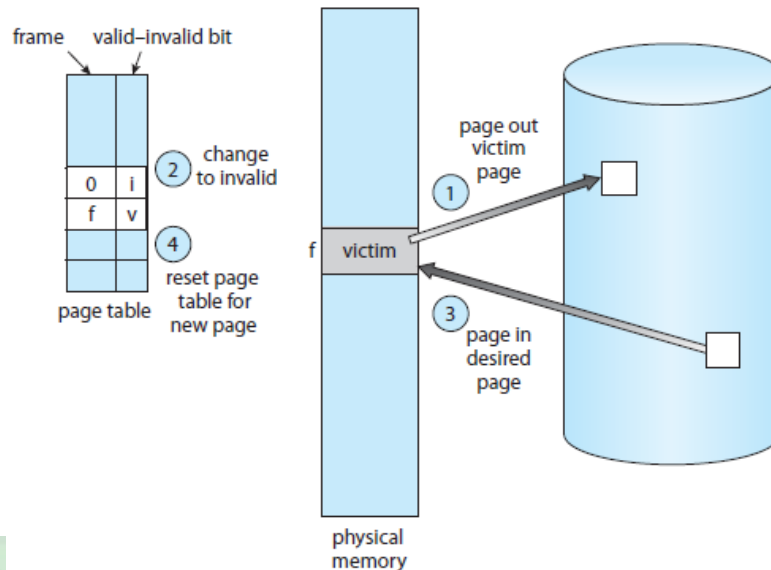 frame
valid–invalid bit
0
i
f
v
2
change
to invalid
4
reset page
table for
new page
page table
f
victim
physical
memory
page out
victim
page
1
3
page in
desired
page